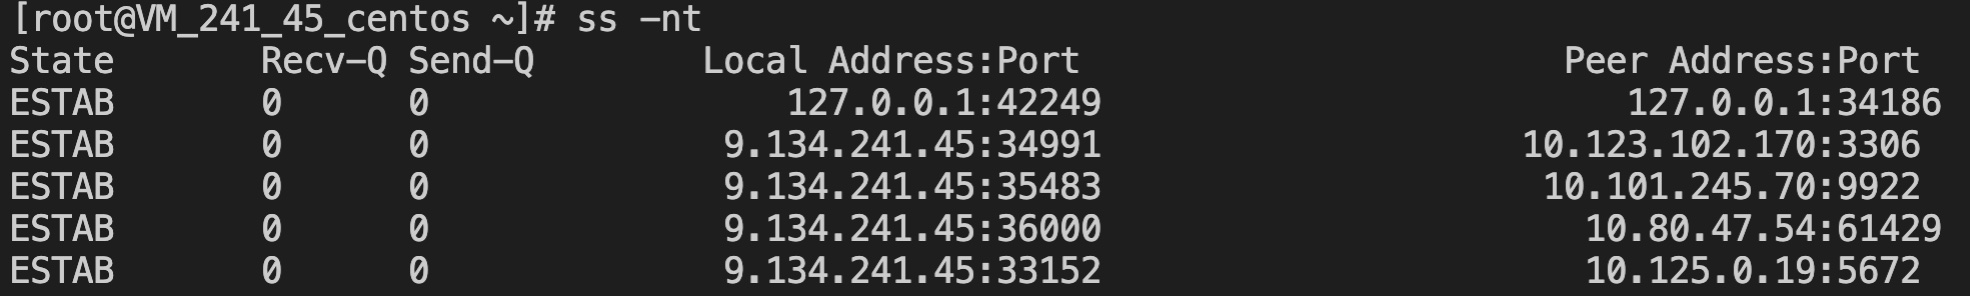 [root@VM_241_45_centos ~]# ss -nt
State Recv-Q Send-Q Local Address:Port Peer Address:Port
ESTAB 0 0 127.0.0.1:42249 127.0.0.1:34186
ESTAB 0 0 9.134.241.45:34991 10.123.102.170:3306
ESTAB 0 0 9.134.241.45:35483 10.101.245.70:9922
ESTAB 0 0 9.134.241.45:36000 10.80.47.54:61429
ESTAB 0 0 9.134.241.45:33152 10.125.0.19:5672